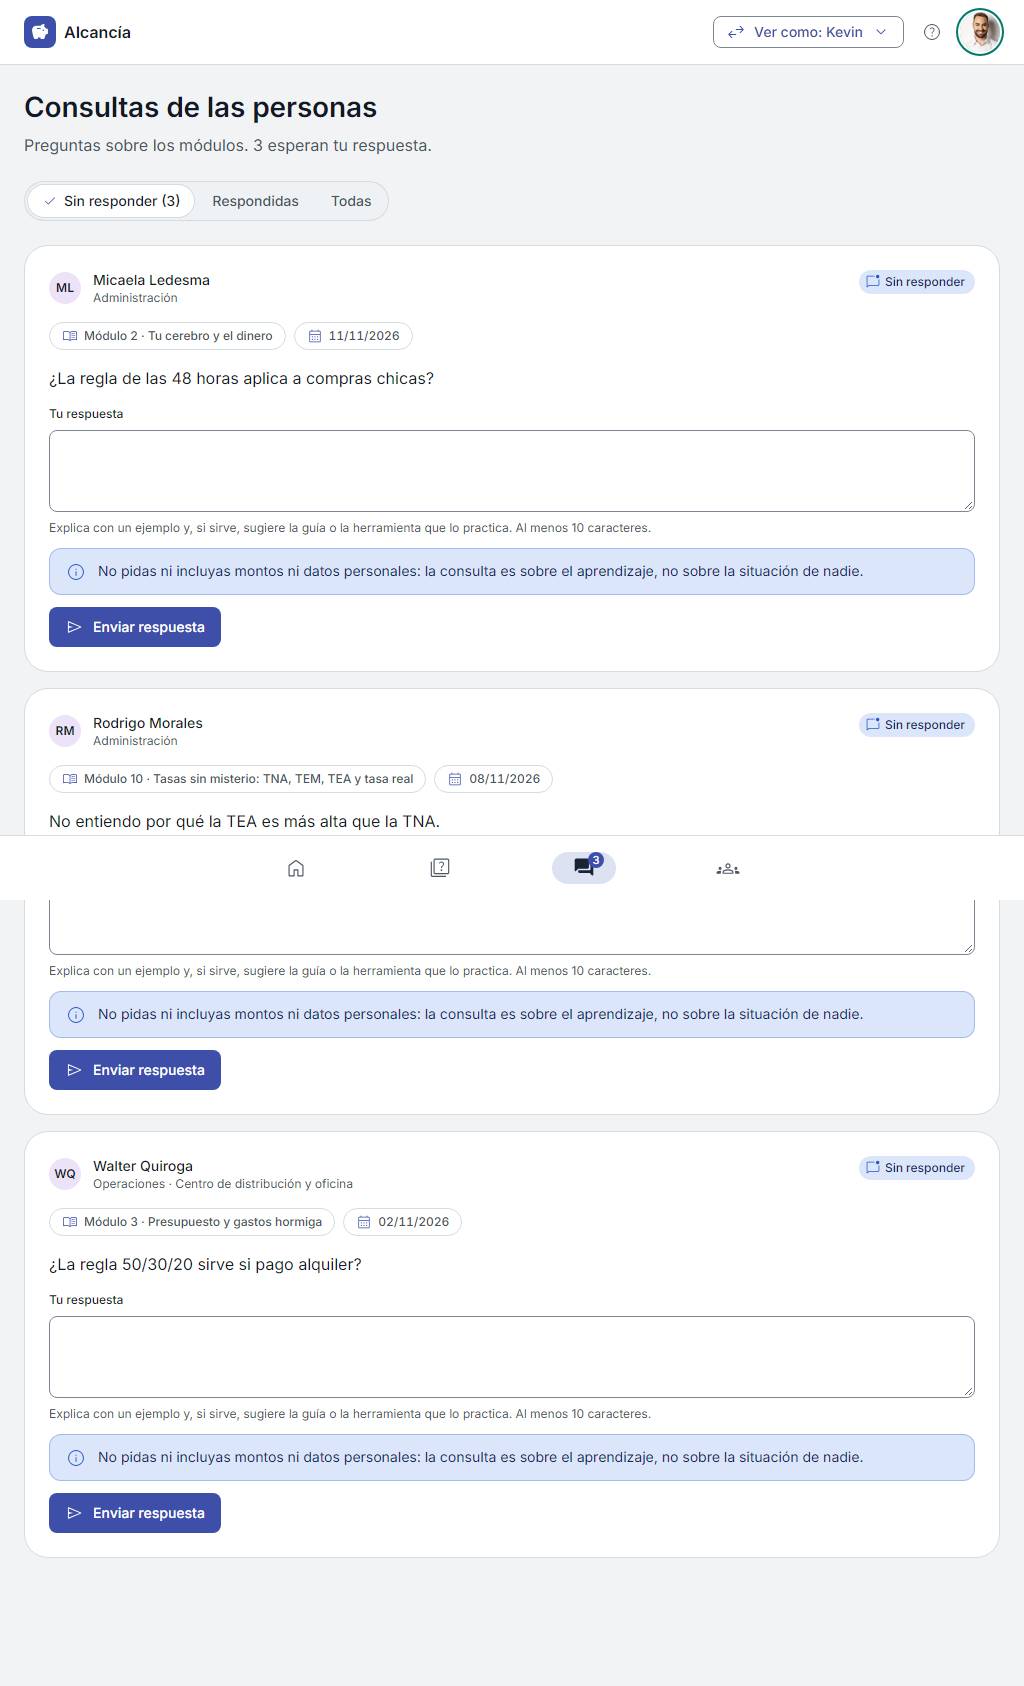 Alcancía
Ver como: Kevin
Consultas de las personas
Preguntas sobre los módulos. 3 esperan tu respuesta.
Sin responder (3)
Respondidas
Todas
ML
Micaela Ledesma
Administración
Sin responder
Módulo 2 · Tu cerebro y el dinero
11/11/2026
¿La regla de las 48 horas aplica a compras chicas?
Tu respuesta
Explica con un ejemplo y, si sirve, sugiere la guía o la herramienta que lo practica. Al menos 10 caracteres.
No pidas ni incluyas montos ni datos personales: la consulta es sobre el aprendizaje, no sobre la situación de nadie.
Enviar respuesta
RM
Rodrigo Morales
Administración
Sin responder
Módulo 10 · Tasas sin misterio: TNA, TEM, TEA y tasa real
08/11/2026
No entiendo por qué la TEA es más alta que la TNA.
3
Explica con un ejemplo y, si sirve, sugiere la guía o la herramienta que lo practica. Al menos 10 caracteres.
No pidas ni incluyas montos ni datos personales: la consulta es sobre el aprendizaje, no sobre la situación de nadie.
Enviar respuesta
WQ
Walter Quiroga
Operaciones · Centro de distribución y oficina
Sin responder
Módulo 3 · Presupuesto y gastos hormiga
02/11/2026
¿La regla 50/30/20 sirve si pago alquiler?
Tu respuesta
Explica con un ejemplo y, si sirve, sugiere la guía o la herramienta que lo practica. Al menos 10 caracteres.
No pidas ni incluyas montos ni datos personales: la consulta es sobre el aprendizaje, no sobre la situación de nadie.
Enviar respuesta